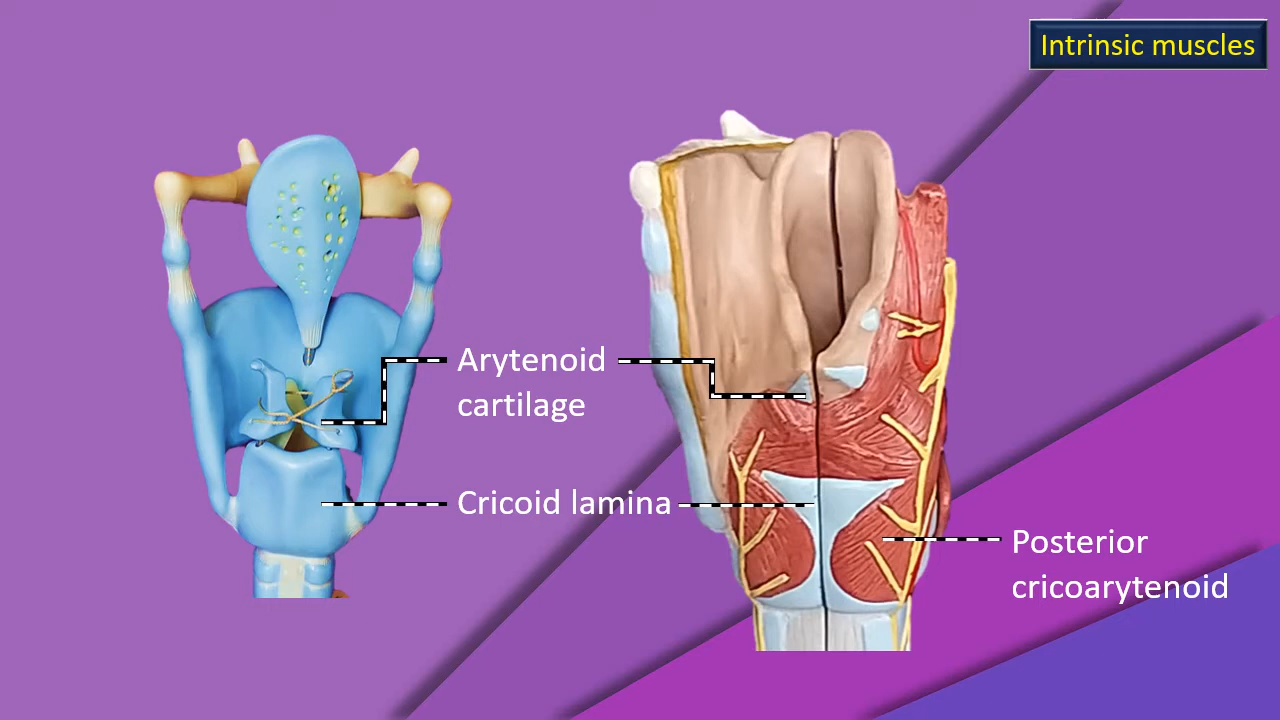 Intrinsic muscles
Arytenoid
cartilage
Cricoid lamina
Posterior
cricoarytenoid